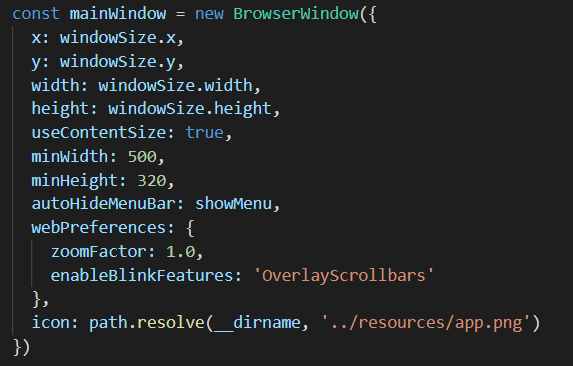 const mainWindow = new BrowserWindow({
  x: windowSize.x,
  y: windowSize.y,
  width: windowSize.width,
  height: windowSize.height,
  useContentSize: true,
  minWidth: 500,
  minHeight: 320,
  autoHideMenuBar: showMenu,
  webPreferences: {
    zoomFactor: 1.0,
    enableBlinkFeatures: 'OverlayScrollbars'
  },
  icon: path.resolve(__dirname, '../resources/app.png')
})